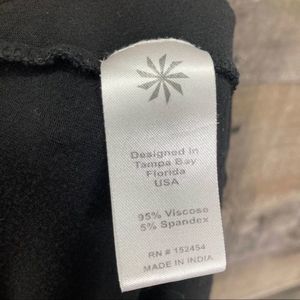 Designed in
Tampa Bay
Florida
USA
95% Viscose
5% Spandex
RN # 152454
MADE IN INDIA